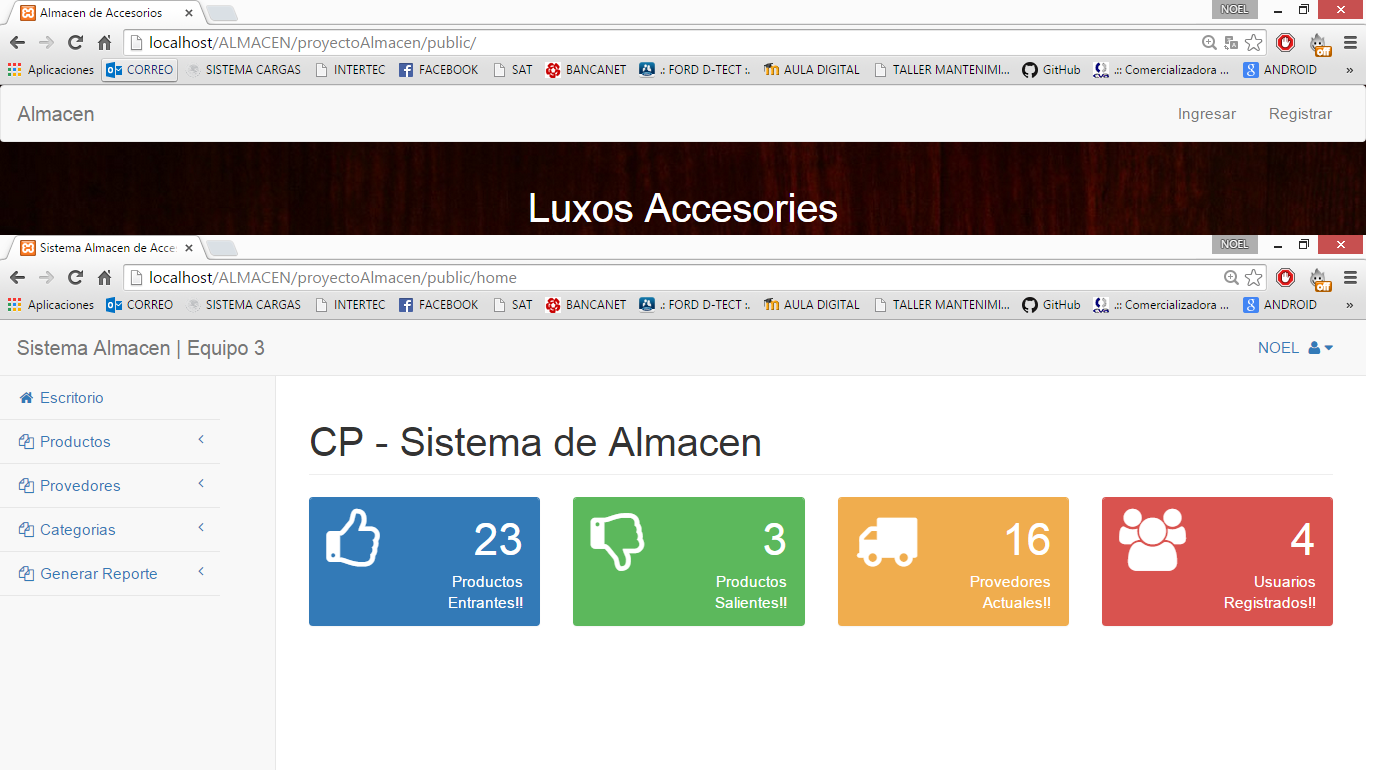 Almacen de Accesorios
NOEL
localhost/ALMACEN/proyectoAlmacen/public/
off
Aplicaciones CORREO SISTEMA CARGAS INTERTEC FACEBOOK SAT BANCANET .: FORD D-TECT :. AULA DIGITAL TALLER MANTENIMI... GitHub .:: Comercializadora ... ANDROID »
Almacen Ingresar Registrar
Luxos Accesories
Sistema Almacen de Acce
NOEL
localhost/ALMACEN/proyectoAlmacen/public/home
off
Aplicaciones CORREO SISTEMA CARGAS INTERTEC FACEBOOK SAT BANCANET .: FORD D-TECT :. AULA DIGITAL TALLER MANTENIMI... GitHub .:: Comercializadora ... ANDROID »
Sistema Almacen | Equipo 3 NOEL
Escritorio
Productos
Provedores
Categorias
Generar Reporte
CP - Sistema de Almacen
23
Productos
Entrantes!!
3
Productos
Salientes!!
16
Provedores
Actuales!!
4
Usuarios
Registrados!!